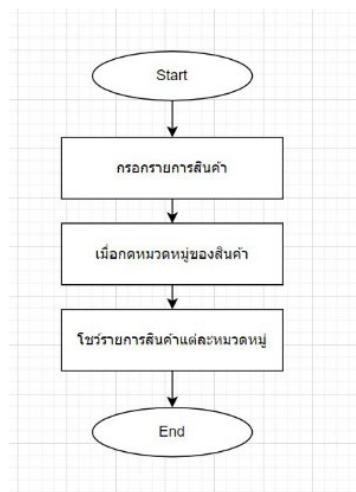 Start
กรอกรายการสินค้า
เมื่อกดหมวดหมู่ของสินค้า
โชว์รายการสินค้าแต่ละหมวดหมู่
End